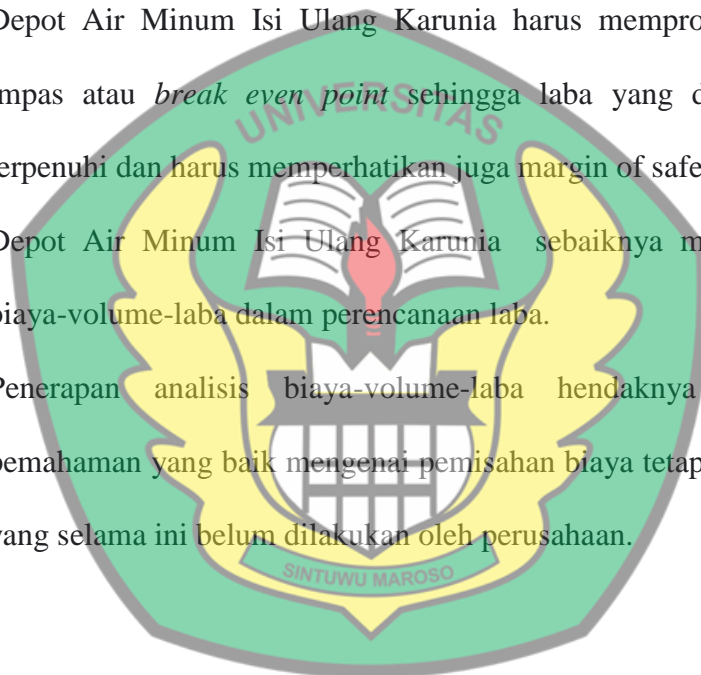 Depot Air Minum Isi Ulang Karunia harus mempro
impas atau break even point sehingga laba yang d
terpenuhi dan harus memperhatikan juga margin of safe
Depot Air Minum Isi Ulang Karunia sebaiknya m
biaya-volume-laba dalam perencanaan laba.
Penerapan analisis biaya-volume-laba hendaknya
pemahaman yang baik mengenai pemisahan biaya tetap
yang selama ini belum dilakukan oleh perusahaan.
UNIVERSITAS
SINTUWU MAROSO